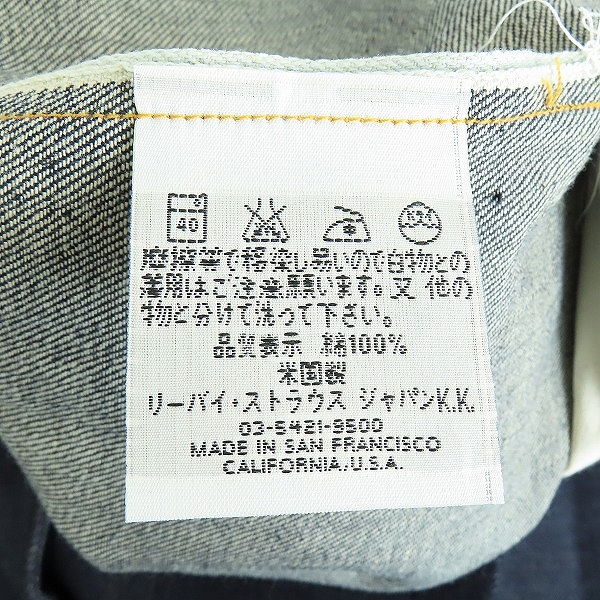 40
摩擦等で移染し易いので白物との
着用はご注意願います。又 他の
物と分けて洗って下さい。
品質表示 綿100%
米国製
リーバイ・ストラウス ジャパンK.K.
03-5421-9500
MADE IN SAN FRANCISCO
CALIFORNIA/U.S.A.